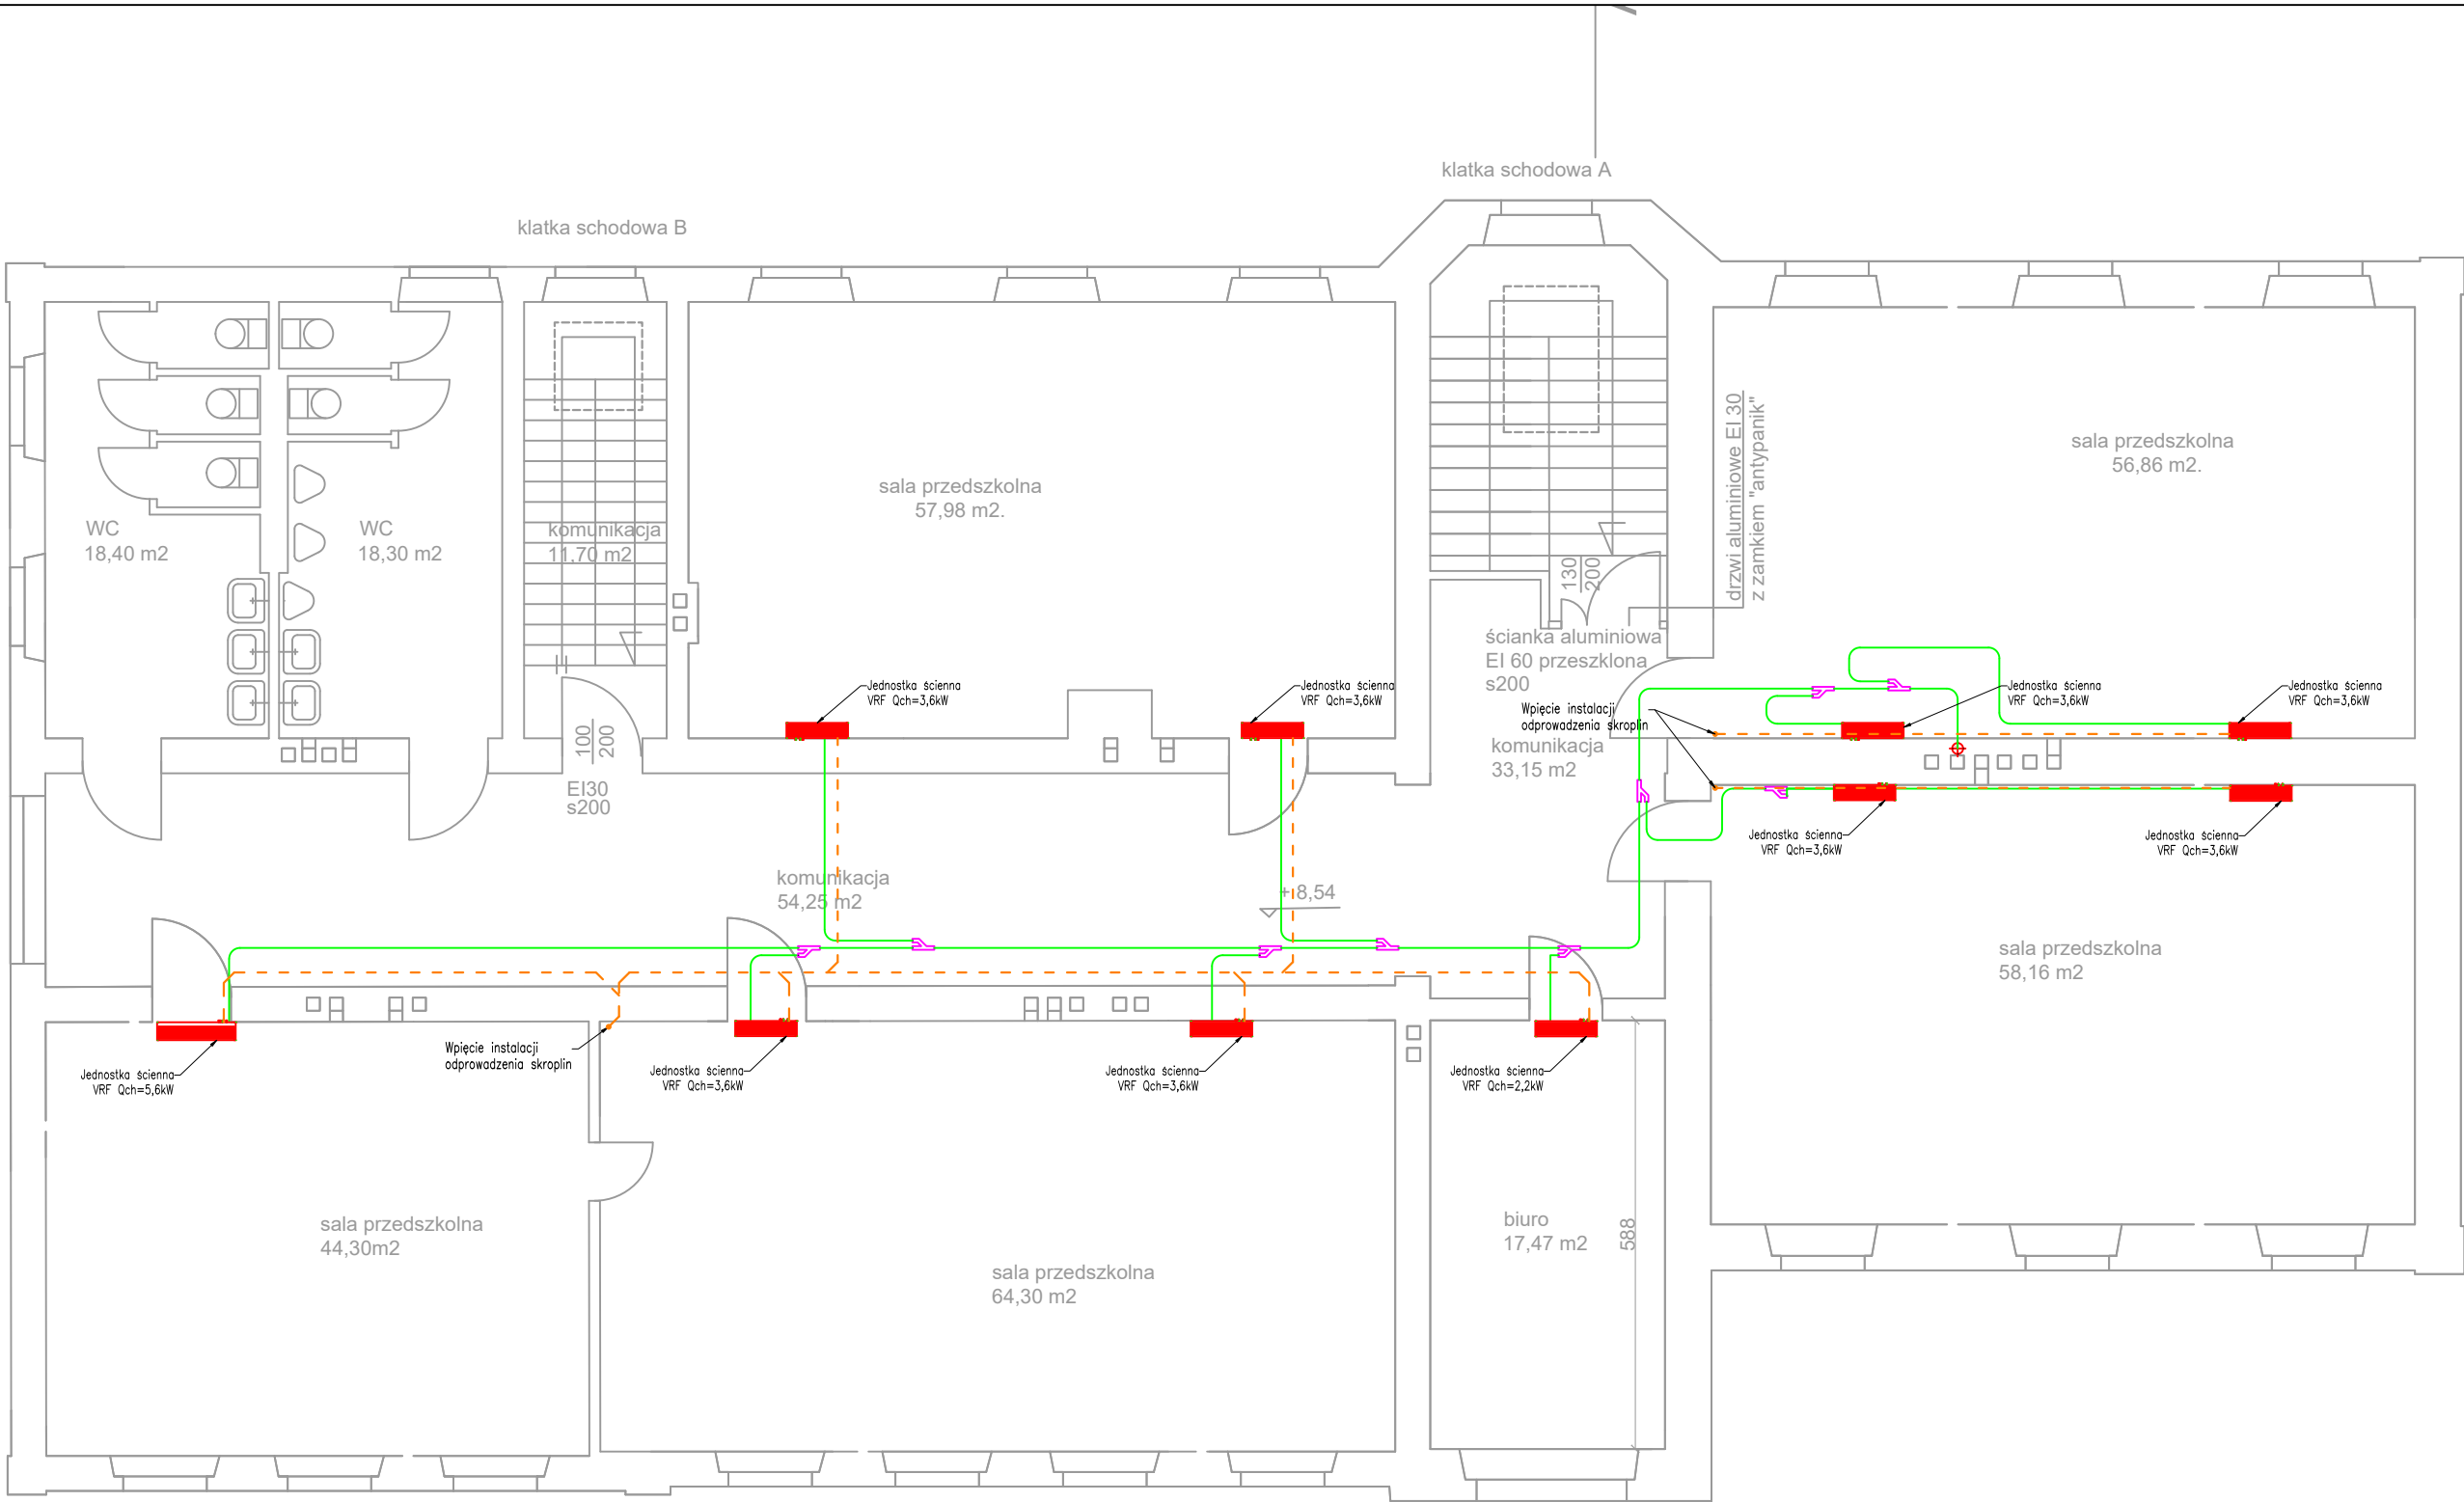 klatka schodowa A
klatka schodowa B
sala przedszkolna
56,86 m2.
drzwi aluminiowe EI 30
z zamkiem "antypanik"
sala przedszkolna
57,98 m2.
WC
18,40 m2
WC
18,30 m2
komunikacja
11,70 m2
130
200
ścianka aluminiowa
EI 60 przeszklona
s200
Jednostka ścienna
VRF Qch=3,6kW
Jednostka ścienna
VRF Qch=3,6kW
Jednostka ścienna
VRF Qch=3,6kW
Jednostka ścienna
VRF Qch=3,6kW
Wpięcie instalacji
odprowadzenia skroplin
100
200
komunikacja
33,15 m2
EI30
s200
Jednostka ścienna
VRF Qch=3,6kW
Jednostka ścienna
VRF Qch=3,6kW
komunikacja
54,25 m2
+8,54
sala przedszkolna
58,16 m2
Wpięcie instalacji
odprowadzenia skroplin
Jednostka ścienna
VRF Qch=5,6kW
Jednostka ścienna
VRF Qch=3,6kW
Jednostka ścienna
VRF Qch=3,6kW
Jednostka ścienna
VRF Qch=2,2kW
sala przedszkolna
44,30m2
biuro
17,47 m2
588
sala przedszkolna
64,30 m2